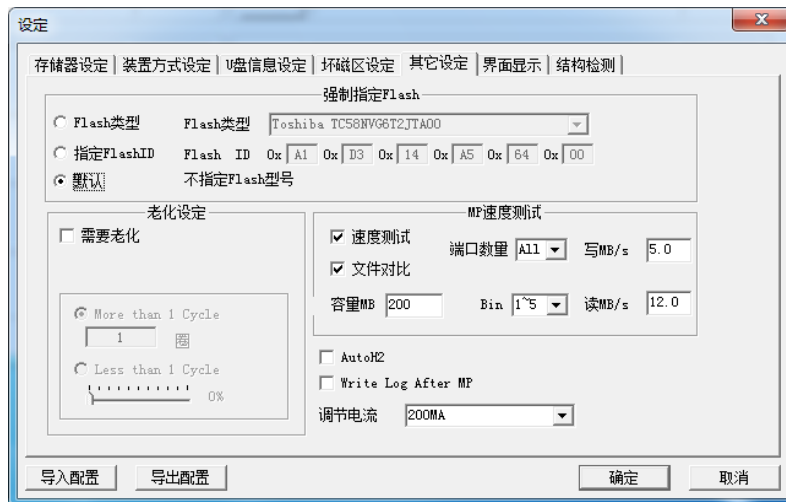 设定
存储器设定 装置方式设定 U盘信息设定 坏磁区设定 其它设定 界面显示 结构检测
强制指定Flash
Flash类型 Flash类型 Toshiba TC58NVG6T2JTA00
指定FlashID Flash ID 0x A1 0x D3 0x 14 0x A5 0x 64 0x 00
默认 不指定Flash型号
老化设定
需要老化
More than 1 Cycle
1 圈
Less than 1 Cycle
0%
MP速度测试
速度测试 端口数量 All 写MB/s 5.0
文件对比
容量MB 200 Bin 1~5 读MB/s 12.0
AutoH2
Write Log After MP
调节电流 200MA
导入配置 导出配置 确定 取消